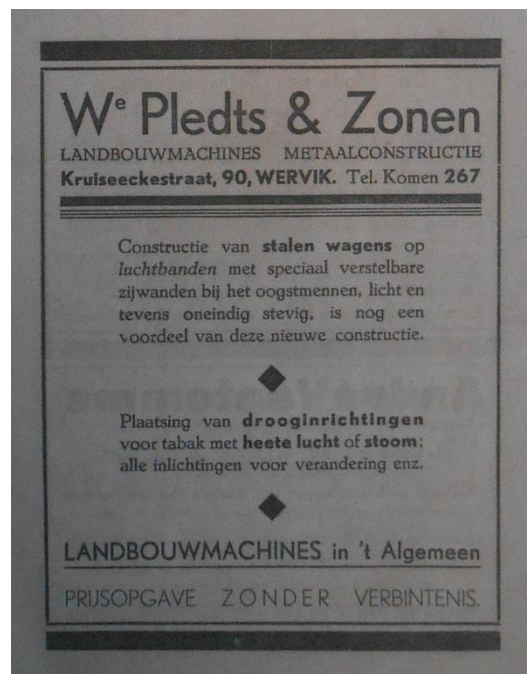 We Pledts & Zonen
LANDBOUWMACHINES METAALCONSTRUCTIE
Kruiseeckestraat, 90, WERVIK. Tel. Komen 267
Constructie van stalen wagens op
luchtbanden met speciaal verstelbare
zijwanden bij het oogstmennen, licht en
tevens oneindig stevig, is nog een
voordeel van deze nieuwe constructie.
Plaatsing van drooginrichtingen
voor tabak met heete lucht of stoom;
alle inlichtingen voor verandering enz.
LANDBOUWMACHINES in 't Algemeen
PRIJSOPGAVE ZONDER VERBINTENIS.